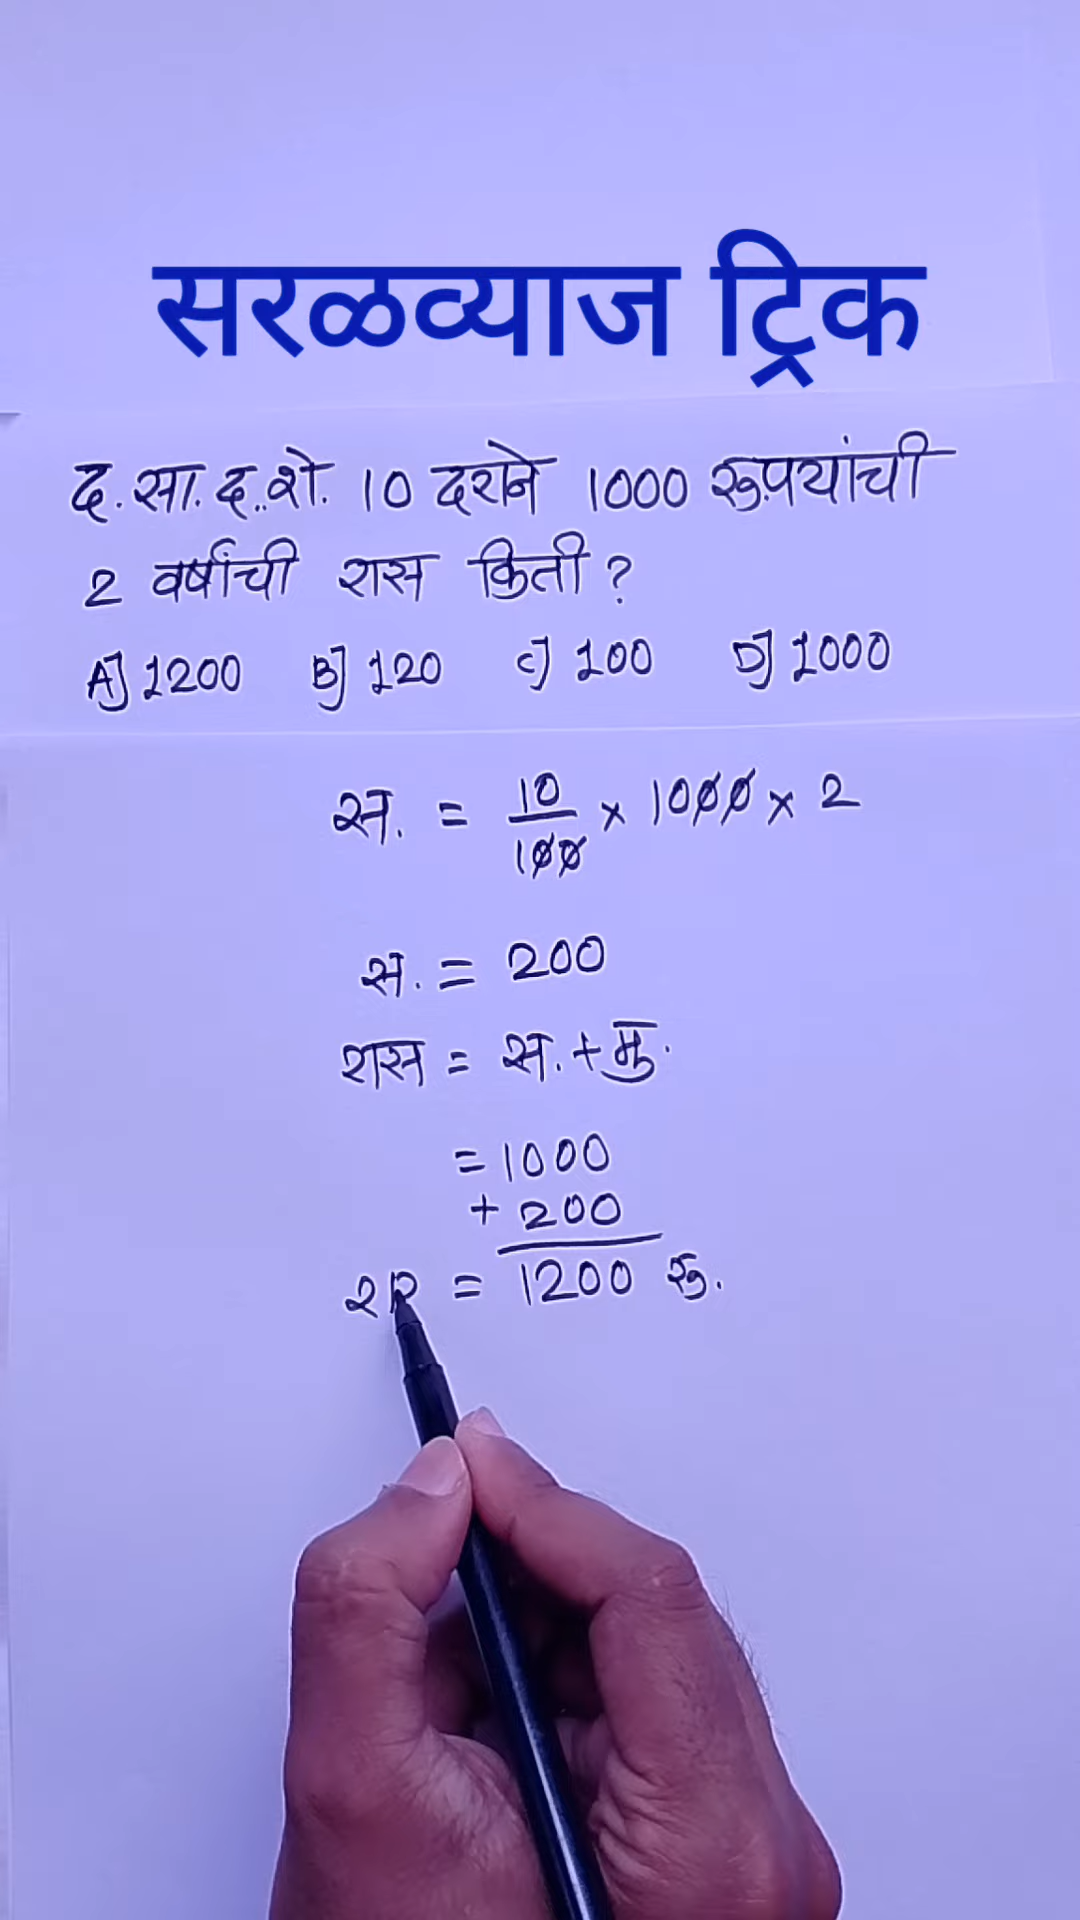 सरळव्याज ट्रिक
द.सा.द.शे. 10 दराने 1000 रूपयांची
2 वर्षाची रास किती?
A] 1200 B] 120 C] 100 D] 1000
स. = 10/100 x 1000 x 2
स. = 200
रास = स. + मु.
= 1000
+ 200
= 1200 रु.